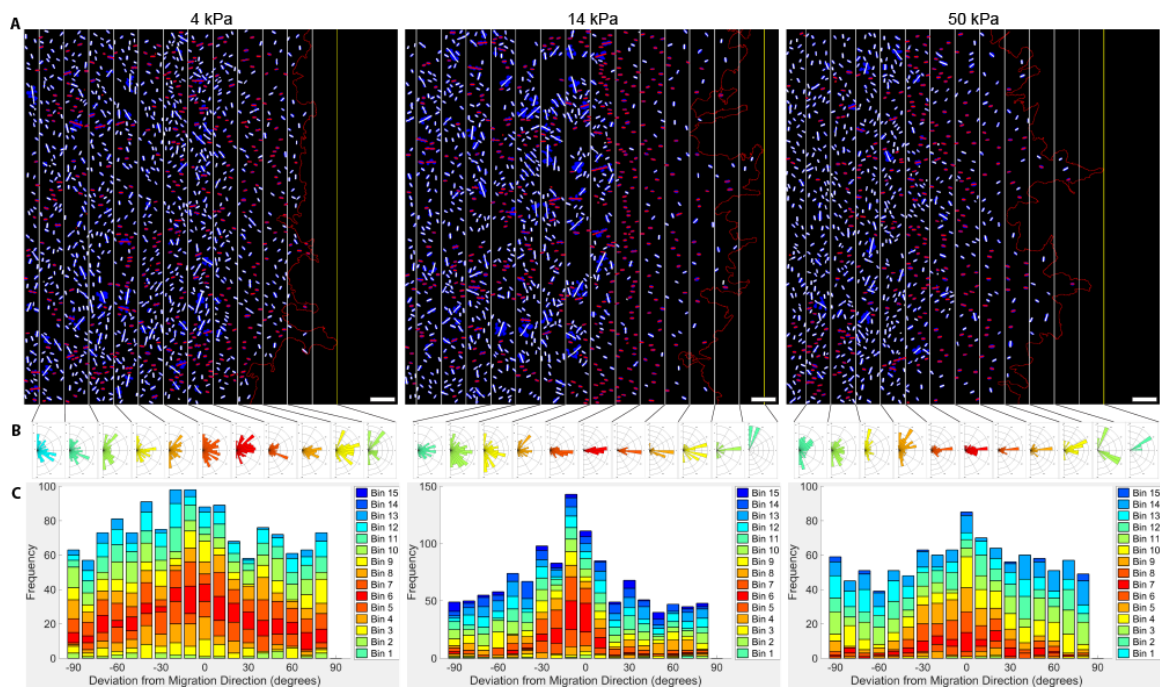 A
4 kPa
14 kPa
50 kPa
B
C
100
80
60
40
20
0
Frequency
-90
-60
-30
0
30
60
90
Deviation from Migration Direction (degrees)
Bin 15
Bin 14
Bin 13
Bin 12
Bin 11
Bin 10
Bin 9
Bin 8
Bin 7
Bin 6
Bin 5
Bin 4
Bin 3
Bin 2
Bin 1
150
100
50
0
Frequency
-90
-60
-30
0
30
60
90
Deviation from Migration Direction (degrees)
Bin 15
Bin 14
Bin 13
Bin 12
Bin 11
Bin 10
Bin 9
Bin 8
Bin 7
Bin 6
Bin 5
Bin 4
Bin 3
Bin 2
Bin 1
100
80
60
40
20
0
Frequency
-90
-60
-30
0
30
60
90
Deviation from Migration Direction (degrees)
Bin 15
Bin 14
Bin 13
Bin 12
Bin 11
Bin 10
Bin 9
Bin 8
Bin 7
Bin 6
Bin 5
Bin 4
Bin 3
Bin 2
Bin 1